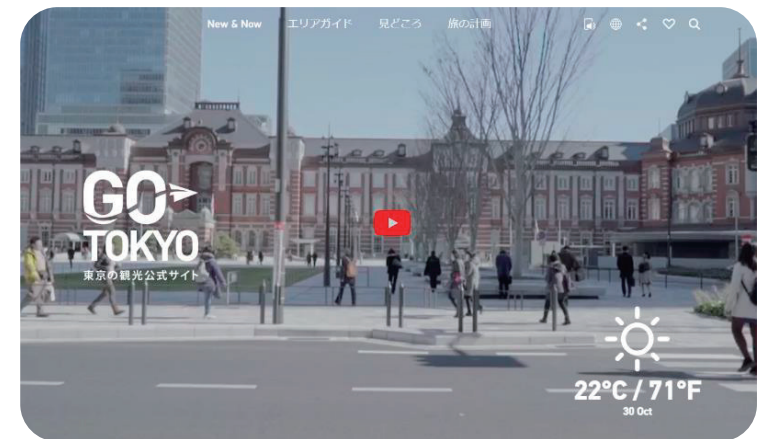 New & Now エリアガイド 見どころ 旅の計画
GO
TOKYO
東京の観光公式サイト
22°C / 71°F
30 Oct